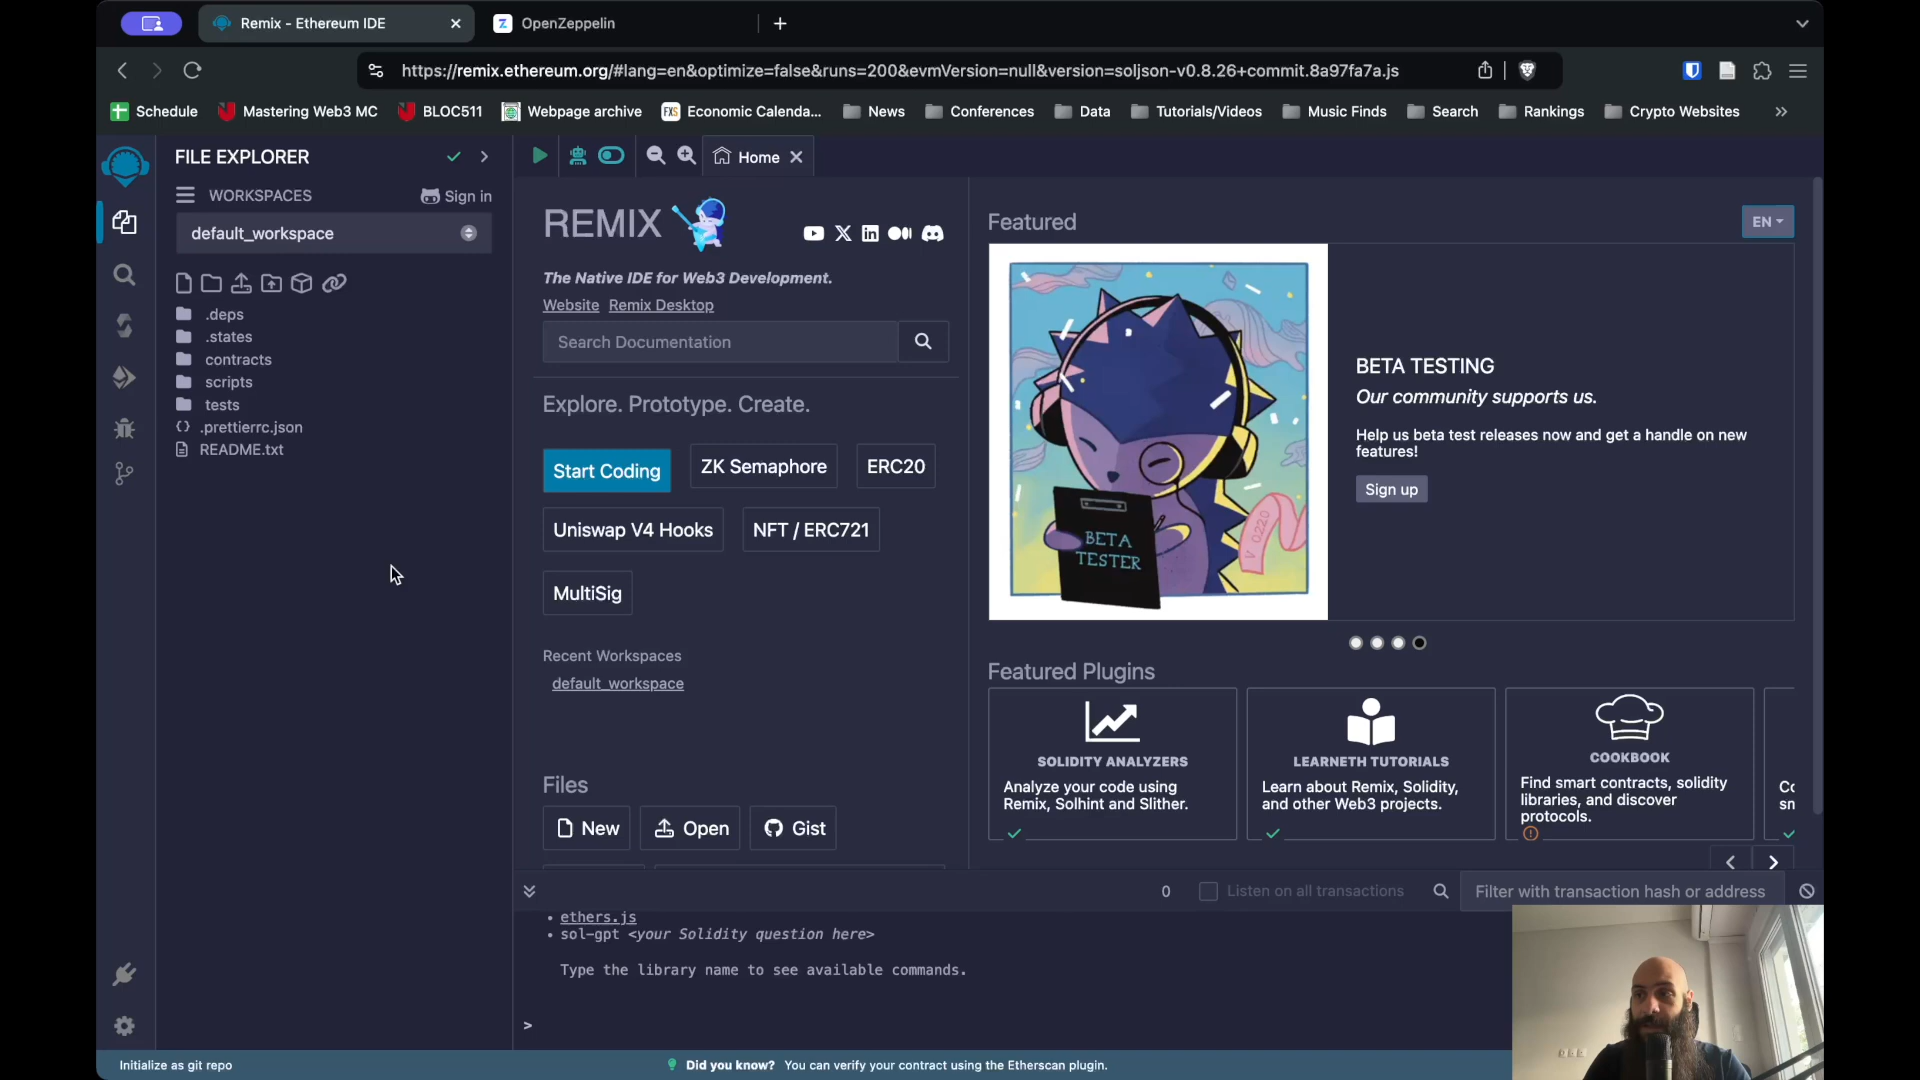 Remix - Ethereum IDE
OpenZeppelin
https://remix.ethereum.org/#lang=en&optimize=false&runs=200&evmVersion=null&version=soljson-v0.8.26+commit.8a97fa7a.js
Schedule
Mastering Web3 MC
BLOC511
Webpage archive
Economic Calenda...
News
Conferences
Data
Tutorials/Videos
Music Finds
Search
Rankings
Crypto Websites
FILE EXPLORER
WORKSPACES
Sign in
default_workspace
.deps
.states
contracts
scripts
tests
.prettierrc.json
README.txt
Home
REMIX
The Native IDE for Web3 Development.
Website Remix Desktop
Search Documentation
Explore. Prototype. Create.
Start Coding
ZK Semaphore
ERC20
Uniswap V4 Hooks
NFT / ERC721
MultiSig
Recent Workspaces
default_workspace
Files
New
Open
Gist
Featured
EN
BETA
TESTER
V 0220
BETA TESTING
Our community supports us.
Help us beta test releases now and get a handle on new
features!
Sign up
Featured Plugins
SOLIDITY ANALYZERS
Analyze your code using
Remix, Solhint and Slither.
LEARNETH TUTORIALS
Learn about Remix, Solidity,
and other Web3 projects.
COOKBOOK
Find smart contracts, solidity
libraries, and discover
protocols.
0
Listen on all transactions
Filter with transaction hash or address
• ethers.js
• sol-gpt <your Solidity question here>
Type the library name to see available commands.
>
Initialize as git repo
Did you know? You can verify your contract using the Etherscan plugin.